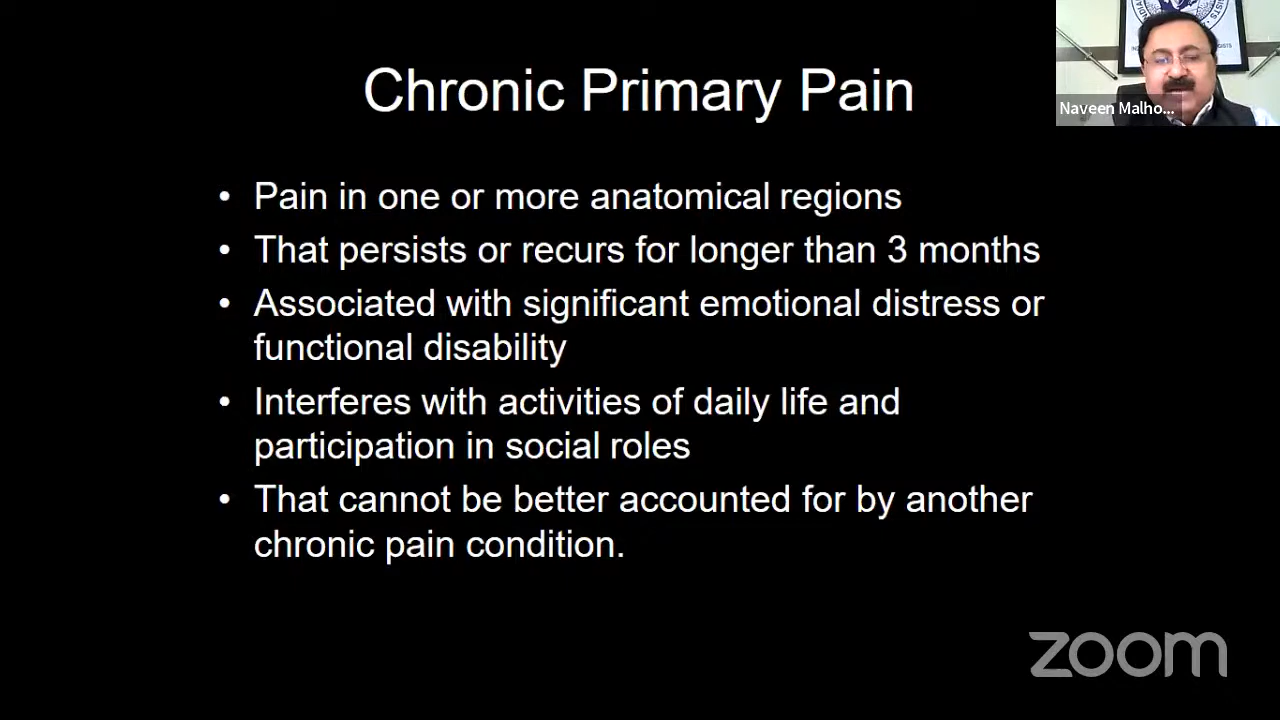 Chronic Primary Pain
Naveen Malho...
• Pain in one or more anatomical regions
• That persists or recurs for longer than 3 months
• Associated with significant emotional distress or
functional disability
• Interferes with activities of daily life and
participation in social roles
• That cannot be better accounted for by another
chronic pain condition.
zoom